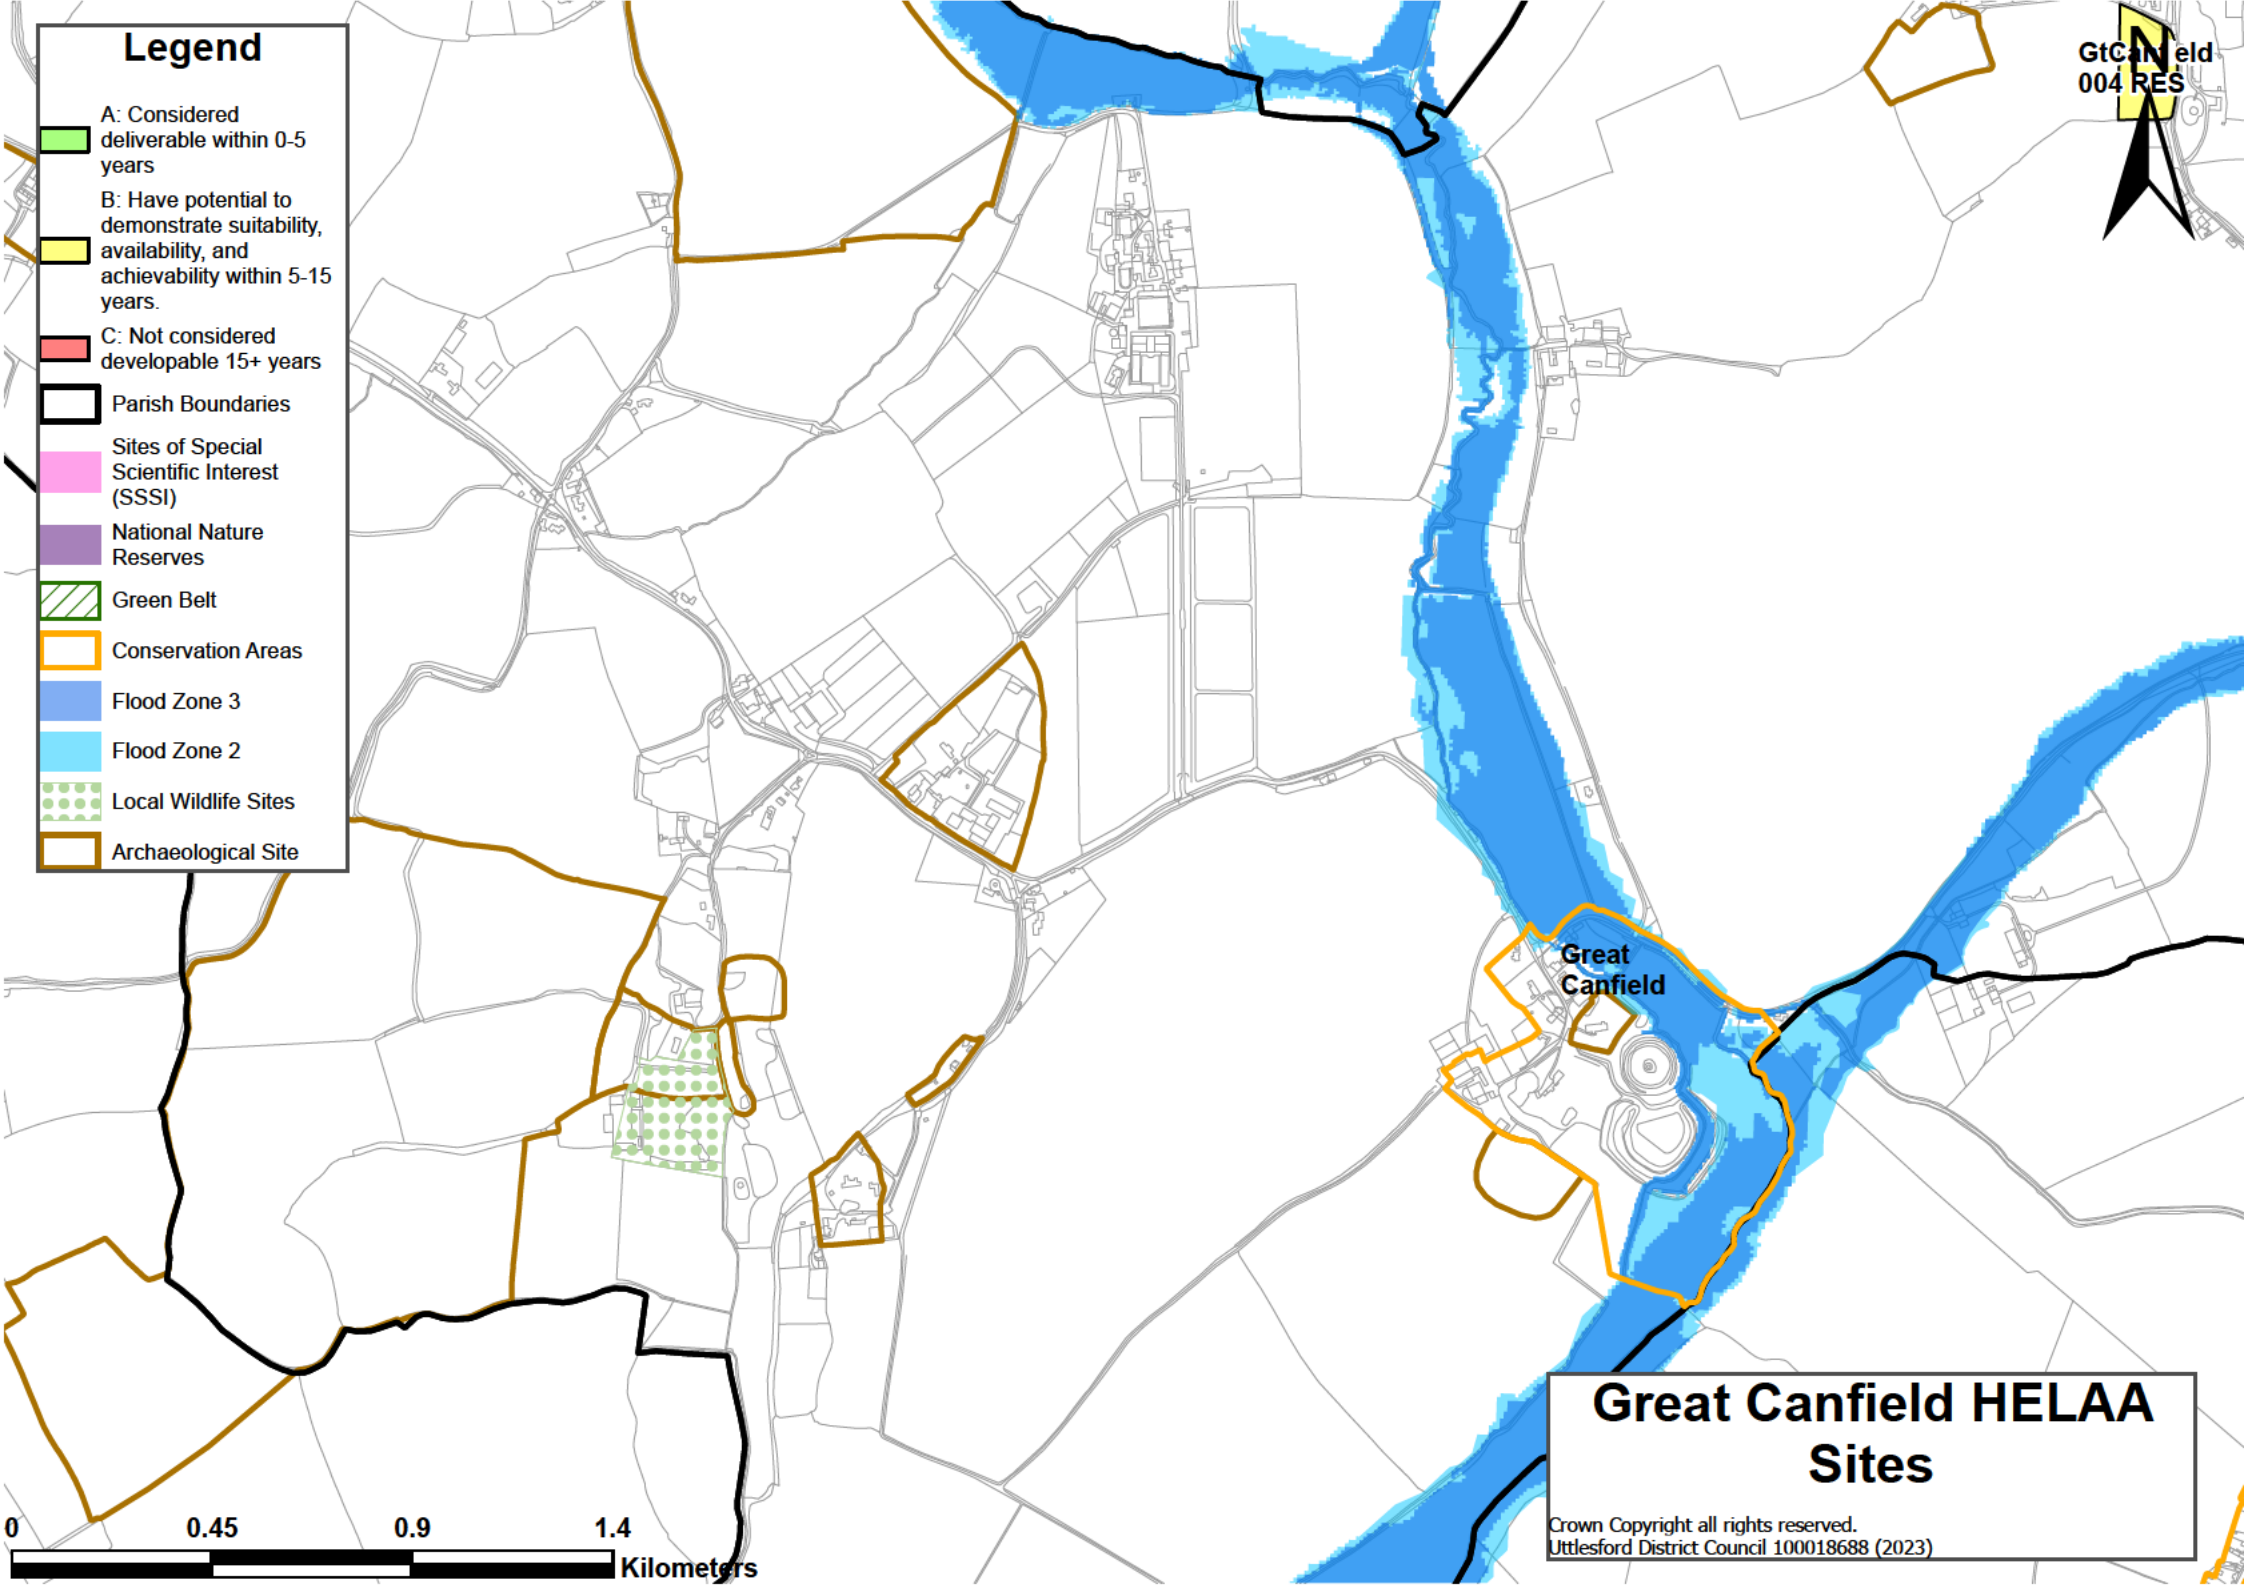 Legend
A: Considered
deliverable within 0-5
years
B: Have potential to
demonstrate suitability,
availability, and
achievability within 5-15
years.
C: Not considered
developable 15+ years
Parish Boundaries
Sites of Special
Scientific Interest
(SSSI)
National Nature
Reserves
Green Belt
Conservation Areas
Flood Zone 3
Flood Zone 2
Local Wildlife Sites
Archaeological Site
N
GtCanfield
004 RES
Great
Canfield
0 0.45 0.9 1.4
Kilometers
Great Canfield HELAA
Sites
Crown Copyright all rights reserved.
Uttlesford District Council 100018688 (2023)